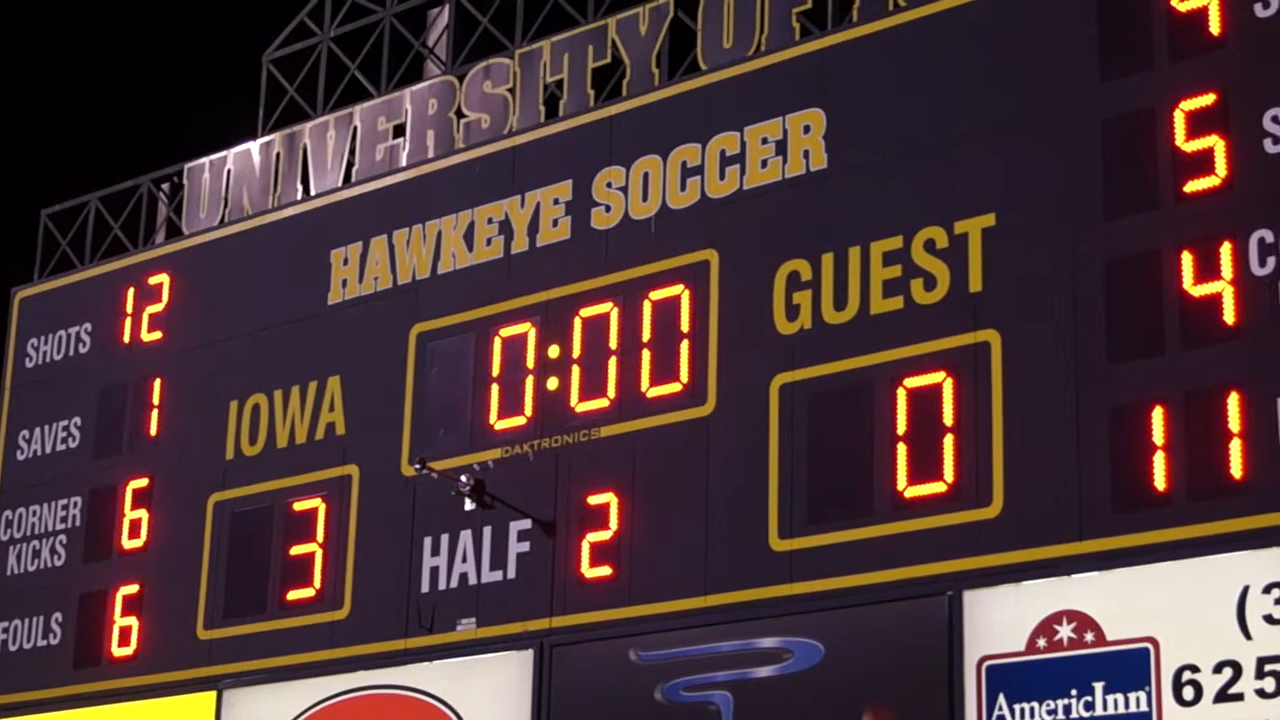 UNIVERSITY OF
HAWKEYE SOCCER
SHOTS 12
SAVES 1
CORNER
KICKS 6
FOULS 6
IOWA
3
0:00
DAKTRONICS
HALF 2
GUEST
0
5
4
11
AmericInn
625